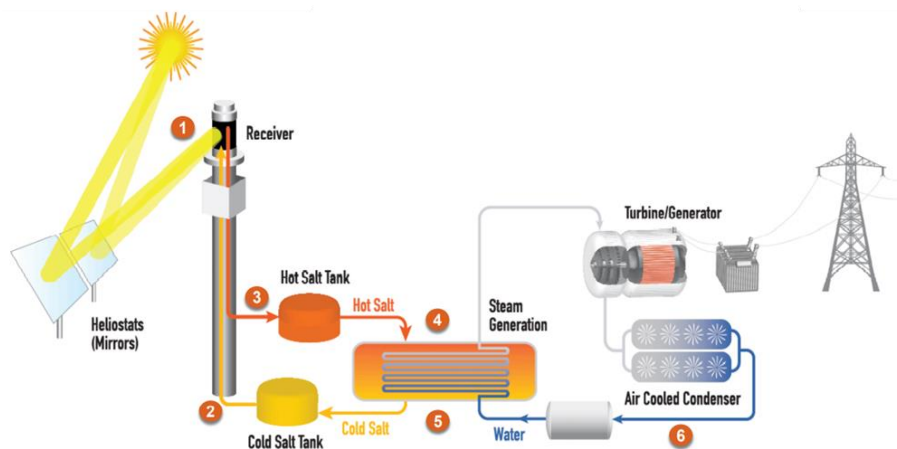 1
Receiver
Turbine/Generator
Hot Salt Tank
3
Hot Salt
4
Steam
Generation
Heliostats
(Mirrors)
2
Cold Salt Tank
Cold Salt
5
Water
Air Cooled Condenser
6